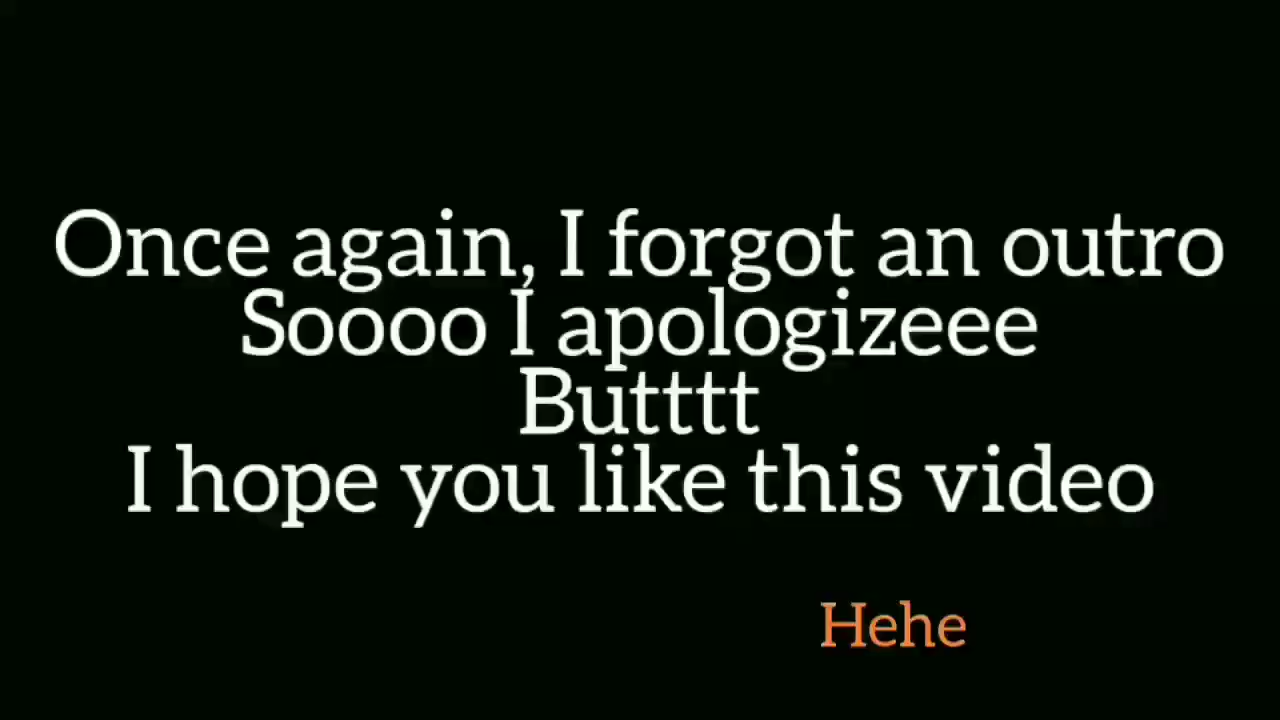 Once again, I forgot an outro
Soooo I apologizeee
Butttt
I hope you like this video
Hehe